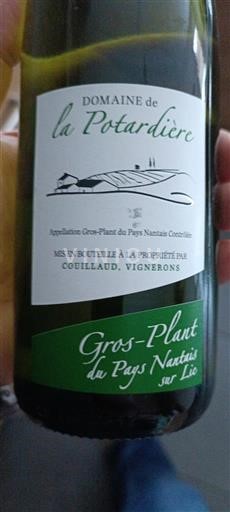 DOMAINE de
la Potardière
Appellation Gros-Plant du Pays Nantais Contrôlée
MIS EN BOUTEILLE À LA PROPRIÉTÉ PAR
COUILLAUD, VIGNERONS
Gros-Plant
du Pays Nantais
sur Lie